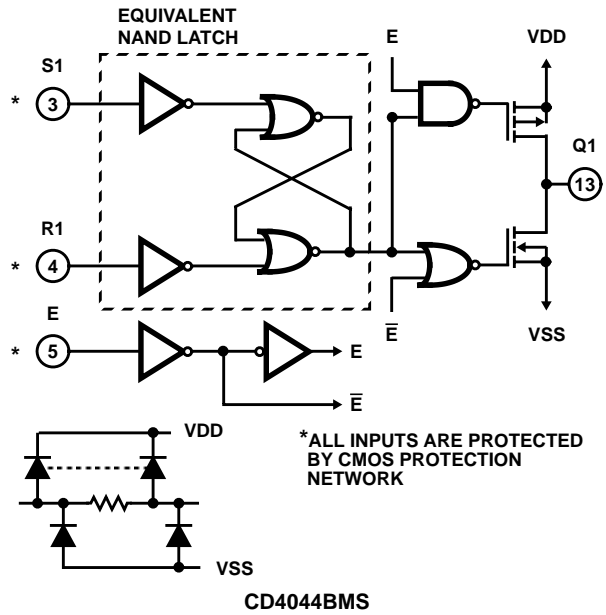 EQUIVALENT
NAND LATCH
E
VDD
S1
* 3
Q1
13
R1
* 4
E̅
VSS
E
* 5
E
E̅
*ALL INPUTS ARE PROTECTED
BY CMOS PROTECTION
NETWORK
VDD
VSS
CD4044BMS